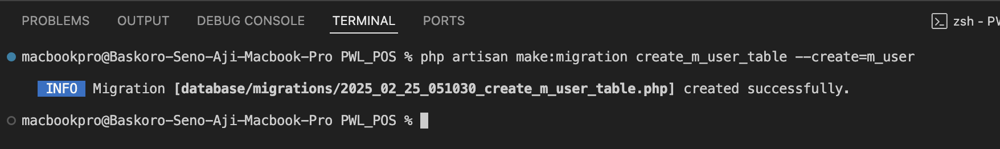 PROBLEMS OUTPUT DEBUG CONSOLE TERMINAL PORTS zsh - PW
macbookpro@Baskoro-Seno-Aji-Macbook-Pro PWL_POS % php artisan make:migration create_m_user_table --create=m_user
INFO Migration [database/migrations/2025_02_25_051030_create_m_user_table.php] created successfully.
macbookpro@Baskoro-Seno-Aji-Macbook-Pro PWL_POS %